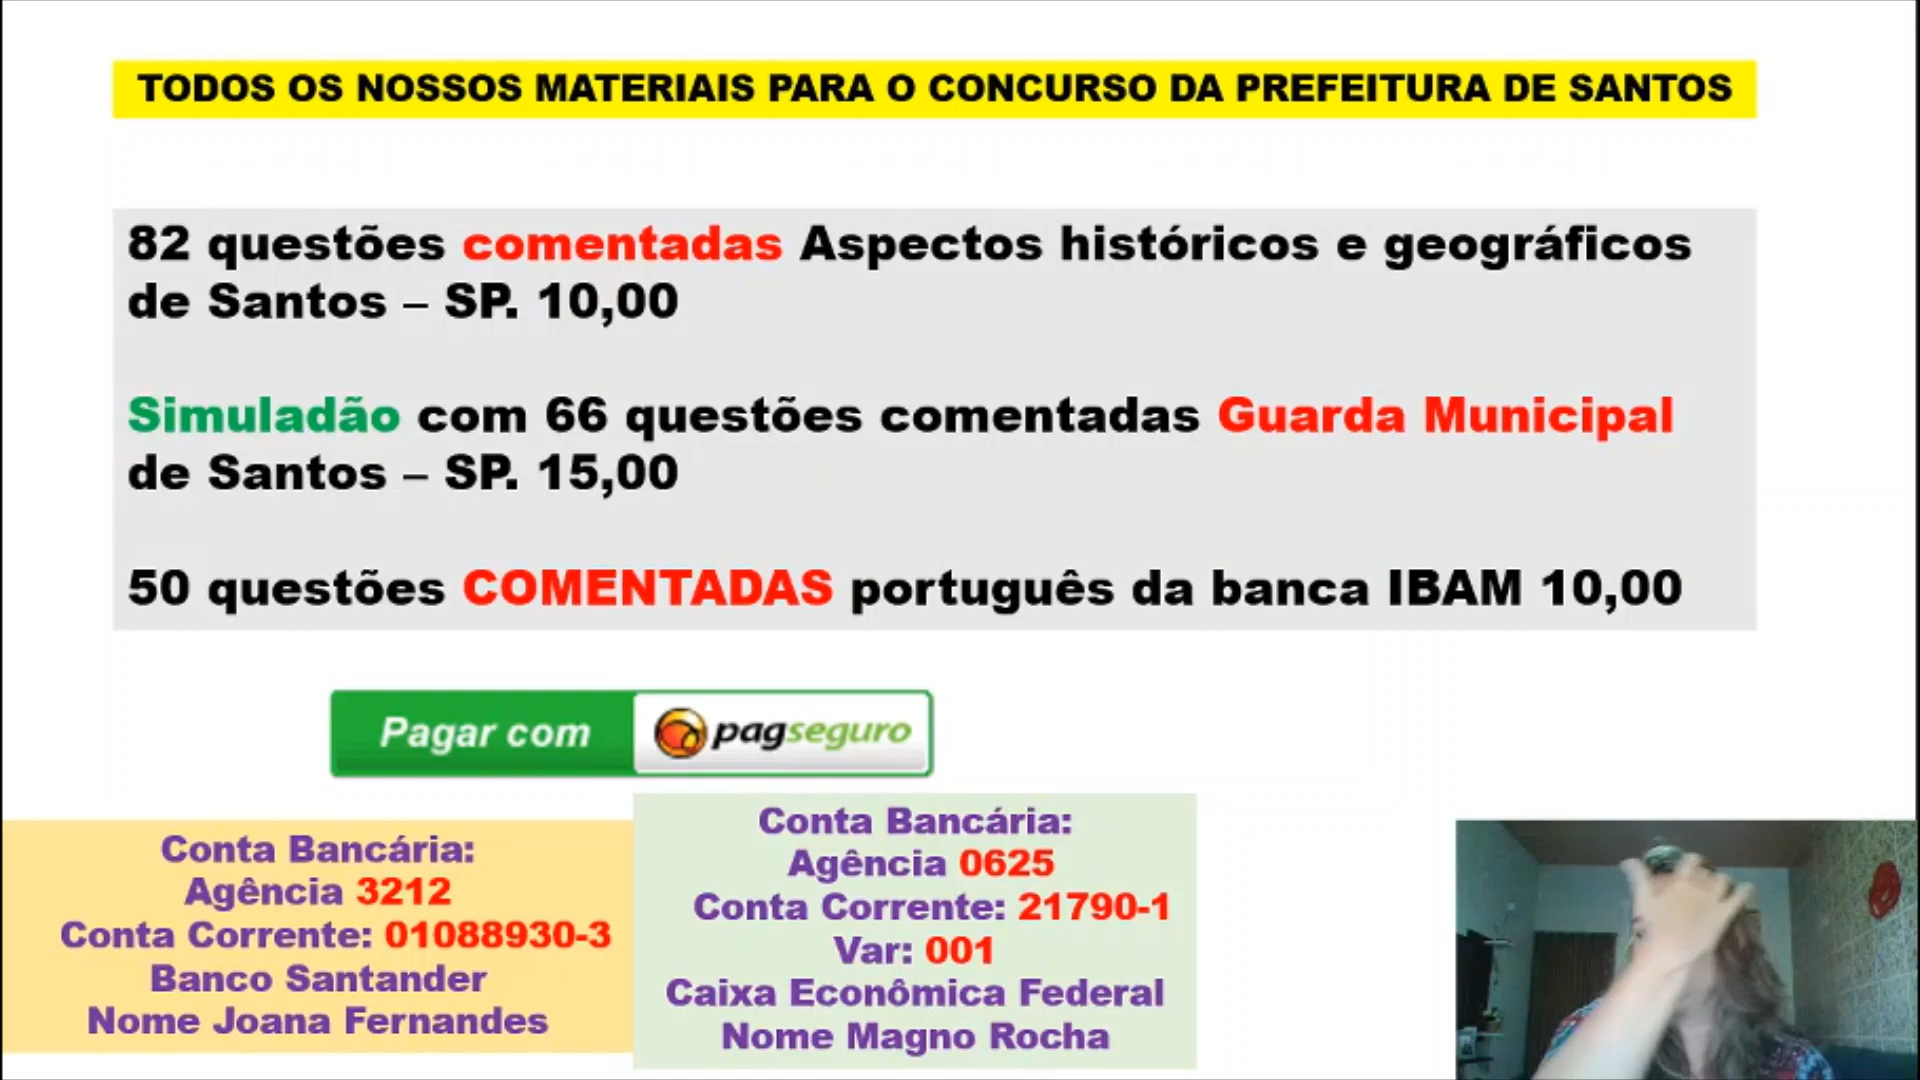 TODOS OS NOSSOS MATERIAIS PARA O CONCURSO DA PREFEITURA DE SANTOS
82 questões comentadas Aspectos históricos e geográficos
de Santos – SP. 10,00
Simuladão com 66 questões comentadas Guarda Municipal
de Santos – SP. 15,00
50 questões COMENTADAS português da banca IBAM 10,00
Pagar com pagseguro
Conta Bancária:
Agência 3212
Conta Corrente: 01088930-3
Banco Santander
Nome Joana Fernandes
Conta Bancária:
Agência 0625
Conta Corrente: 21790-1
Var: 001
Caixa Econômica Federal
Nome Magno Rocha